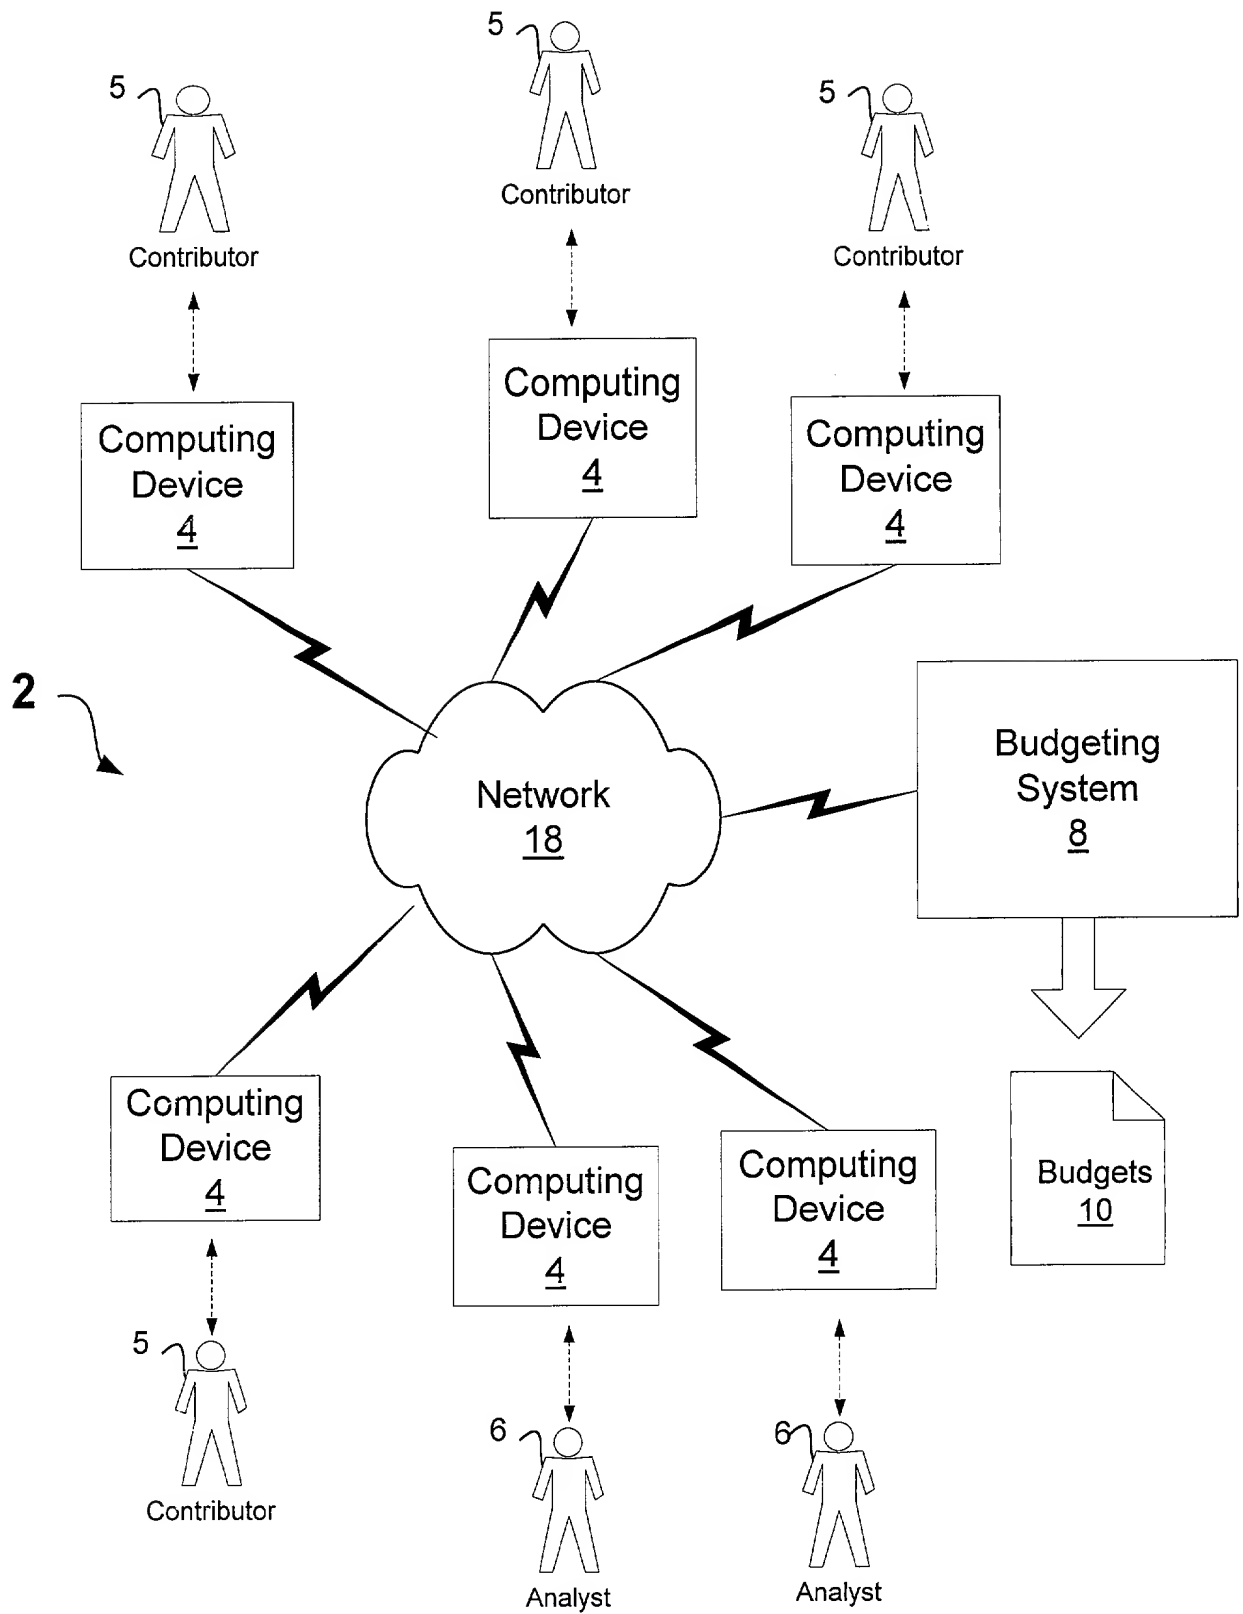 5
Contributor
5
Contributor
5
Contributor
Computing
Device
4
Computing
Device
4
Computing
Device
4
2
Network
18
Budgeting
System
8
Computing
Device
4
Computing
Device
4
Computing
Device
4
Budgets
10
5
Contributor
6
Analyst
6
Analyst